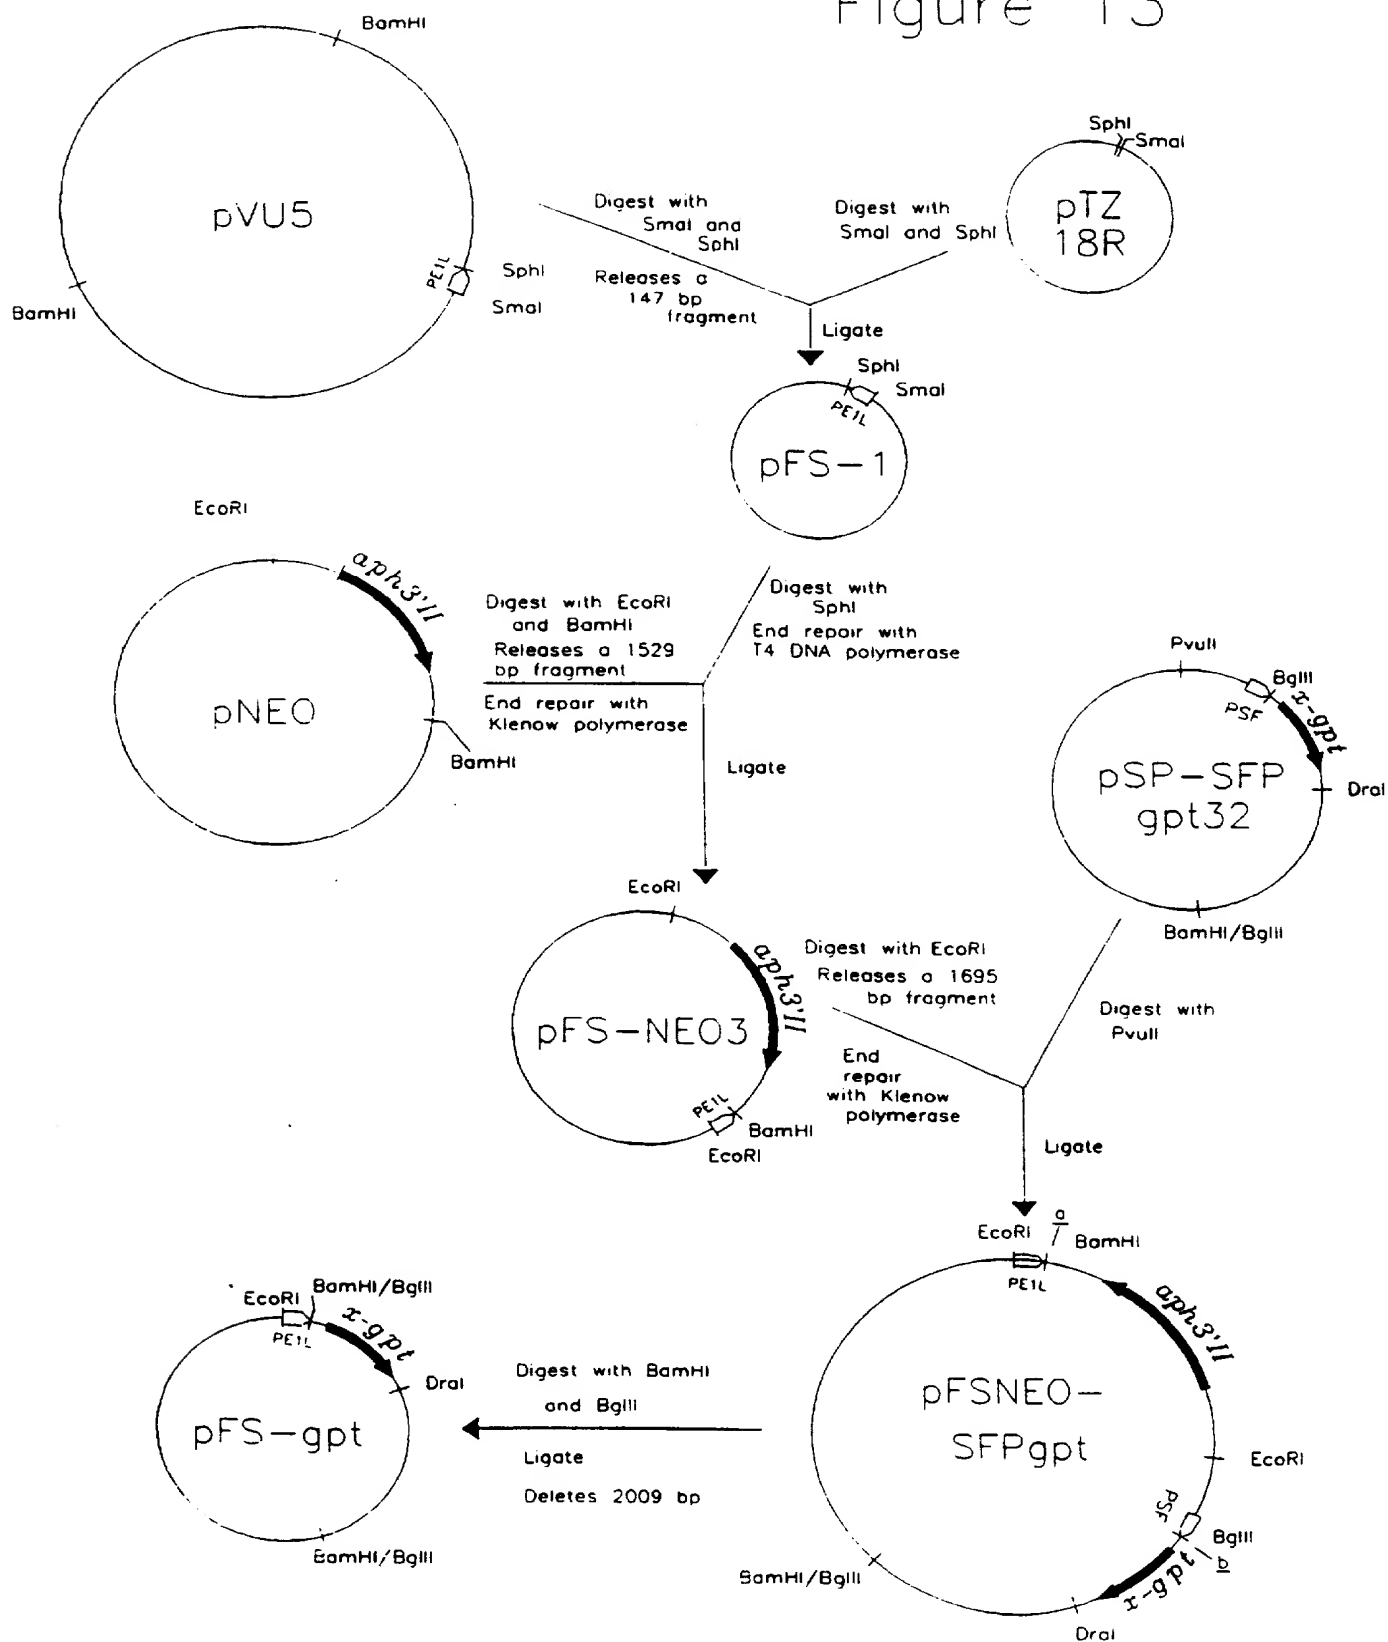 Figure 13
BamHI
pVU5
PE1L
SphI
SmaI
BamHI
Digest with
SmaI and
SphI
Releases a
147 bp
fragment
Digest with
SmaI and SphI
SphI
SmaI
pTZ
18R
Ligate
SphI
SmaI
PE1L
pFS-1
EcoRI
aph3'II
pNEO
BamHI
Digest with EcoRI
and BamHI
Releases a 1529
bp fragment
End repair with
Klenow polymerase
Digest with
SphI
End repair with
T4 DNA polymerase
Ligate
PvuII
BglII
PSF
x-gpt
pSP-SFP
gpt32
DraI
BamHI/BglII
EcoRI
aph3'II
pFS-NEO3
PE1L
BamHI
EcoRI
Digest with EcoRI
Releases a 1695
bp fragment
End
repair
with Klenow
polymerase
Digest with
PvuII
Ligate
EcoRI
a
BamHI
PE1L
aph3'II
pFSNEO-
SFPgpt
EcoRI
PSF
BglII
b
x-gpt
BamHI/BglII
DraI
Digest with BamHI
and BglII
Ligate
Deletes 2009 bp
BamHI/BglII
EcoRI
PE1L
x-gpt
DraI
pFS-gpt
BamHI/BglII